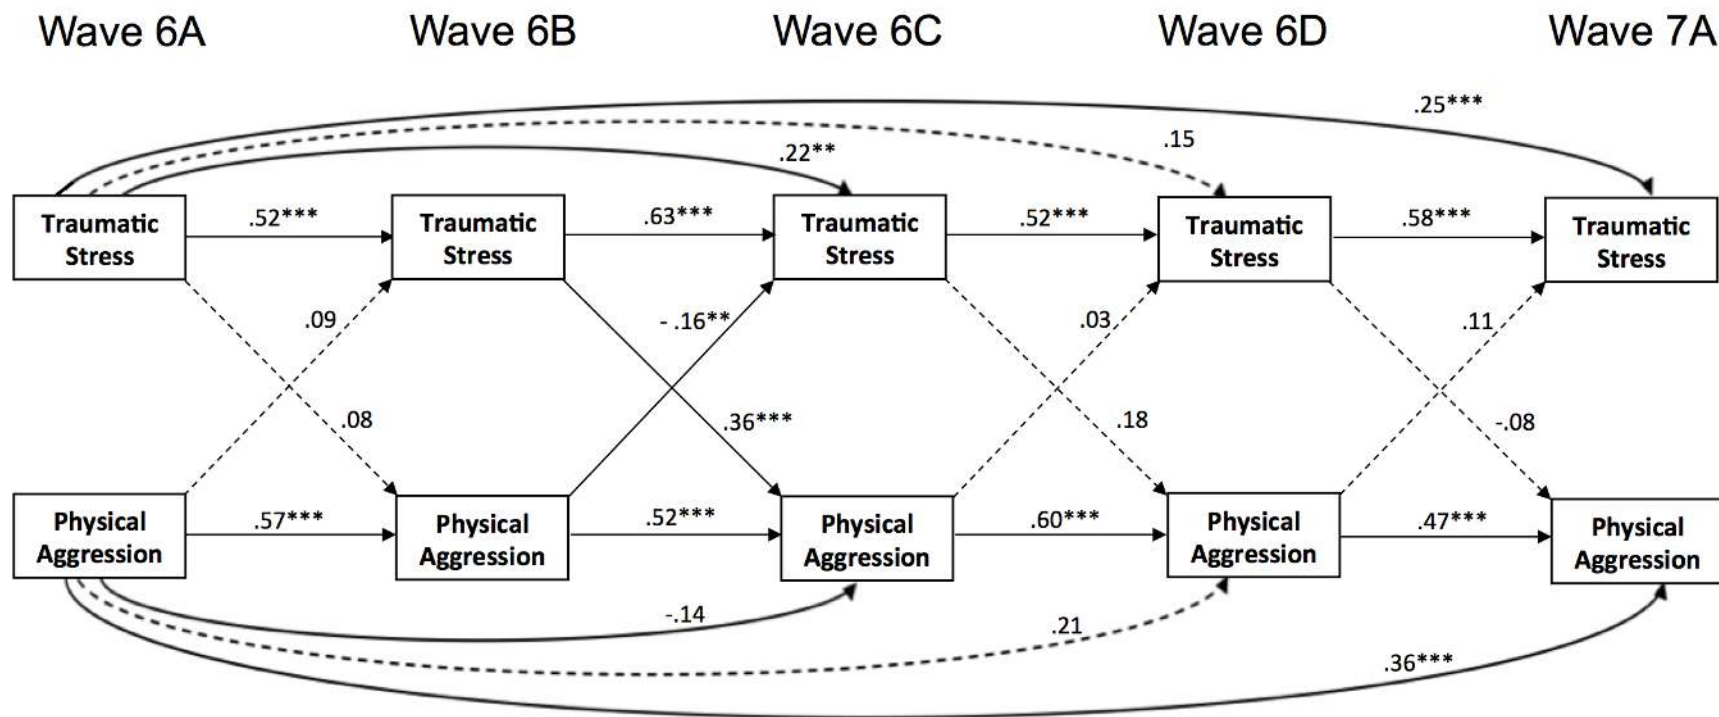 Wave 6A Wave 6B Wave 6C Wave 6D Wave 7A
.25***
.15
.22**
Traumatic Stress
.52***
Traumatic Stress
.63***
Traumatic Stress
.52***
Traumatic Stress
.58***
Traumatic Stress
.09
- .16**
.03
.11
.08
.36***
.18
-.08
Physical Aggression
.57***
Physical Aggression
.52***
Physical Aggression
.60***
Physical Aggression
.47***
Physical Aggression
-.14
.21
.36***